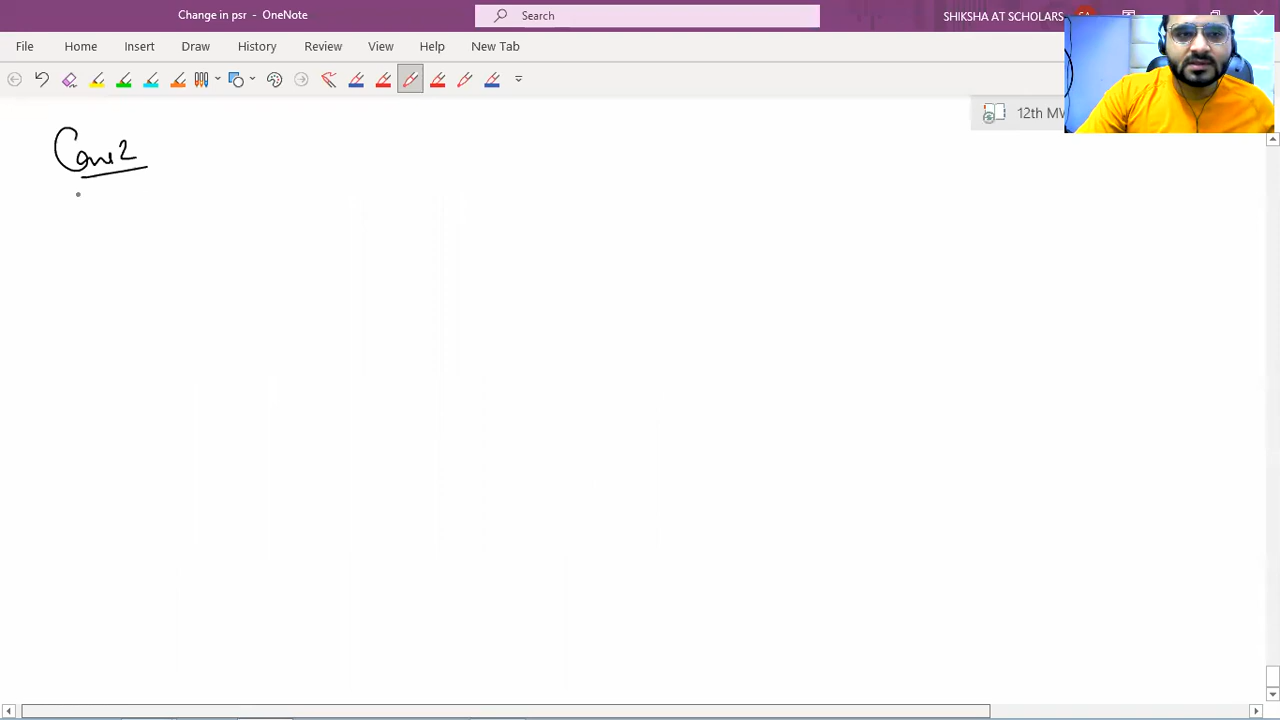 Change in psr - OneNote
Search
SHIKSHA AT SCHOLARS
File Home Insert Draw History Review View Help New Tab
12th MW
Case 2